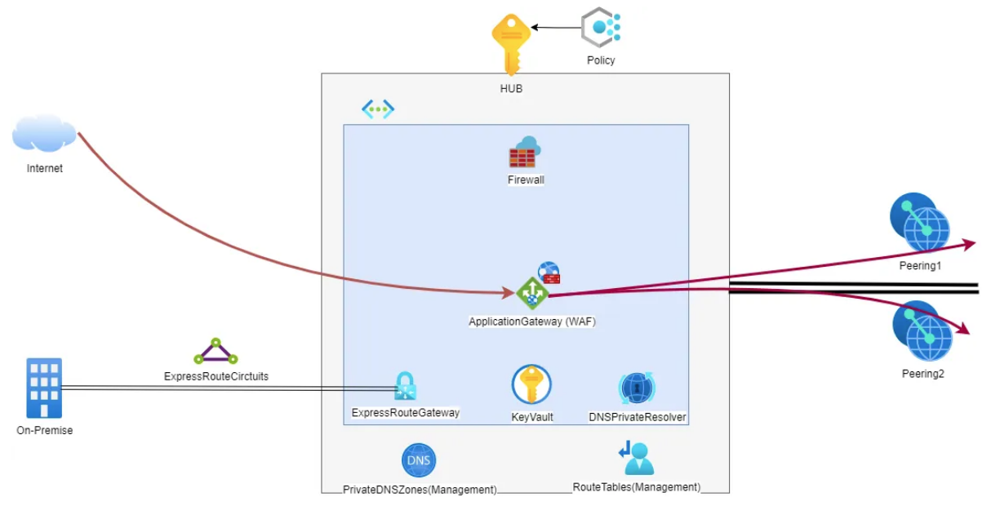 Policy
HUB
Internet
Firewall
Peering1
ApplicationGateway (WAF)
ExpressRouteCirctuits
Peering2
On-Premise
ExpressRouteGateway
KeyVault
DNSPrivateResolver
DNS
PrivateDNSZones(Management)
RouteTables(Management)